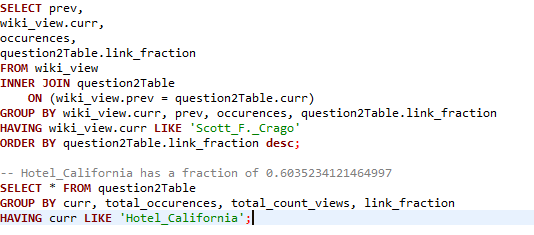 SELECT prev,
wiki_view.curr,
occurences,
question2Table.link_fraction
FROM wiki_view
INNER JOIN question2Table
ON (wiki_view.prev = question2Table.curr)
GROUP BY wiki_view.curr, prev, occurences, question2Table.link_fraction
HAVING wiki_view.curr LIKE 'Scott_F._Crago'
ORDER BY question2Table.link_fraction desc;
-- Hotel_California has a fraction of 0.6035234121464997
SELECT * FROM question2Table
GROUP BY curr, total_occurences, total_count_views, link_fraction
HAVING curr LIKE 'Hotel_California';